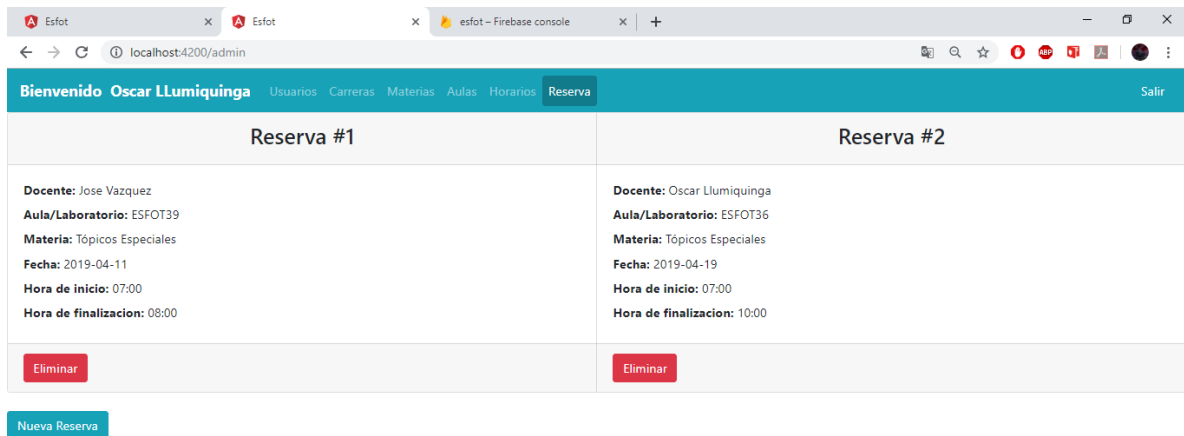 Esfot
Esfot
esfot – Firebase console
localhost:4200/admin
ABP
Bienvenido Oscar LLumiquinga Usuarios Carreras Materias Aulas Horarios Reserva Salir
Reserva #1
Docente: Jose Vazquez
Aula/Laboratorio: ESFOT39
Materia: Tópicos Especiales
Fecha: 2019-04-11
Hora de inicio: 07:00
Hora de finalizacion: 08:00
Eliminar
Reserva #2
Docente: Oscar Llumiquinga
Aula/Laboratorio: ESFOT36
Materia: Tópicos Especiales
Fecha: 2019-04-19
Hora de inicio: 07:00
Hora de finalizacion: 10:00
Eliminar
Nueva Reserva